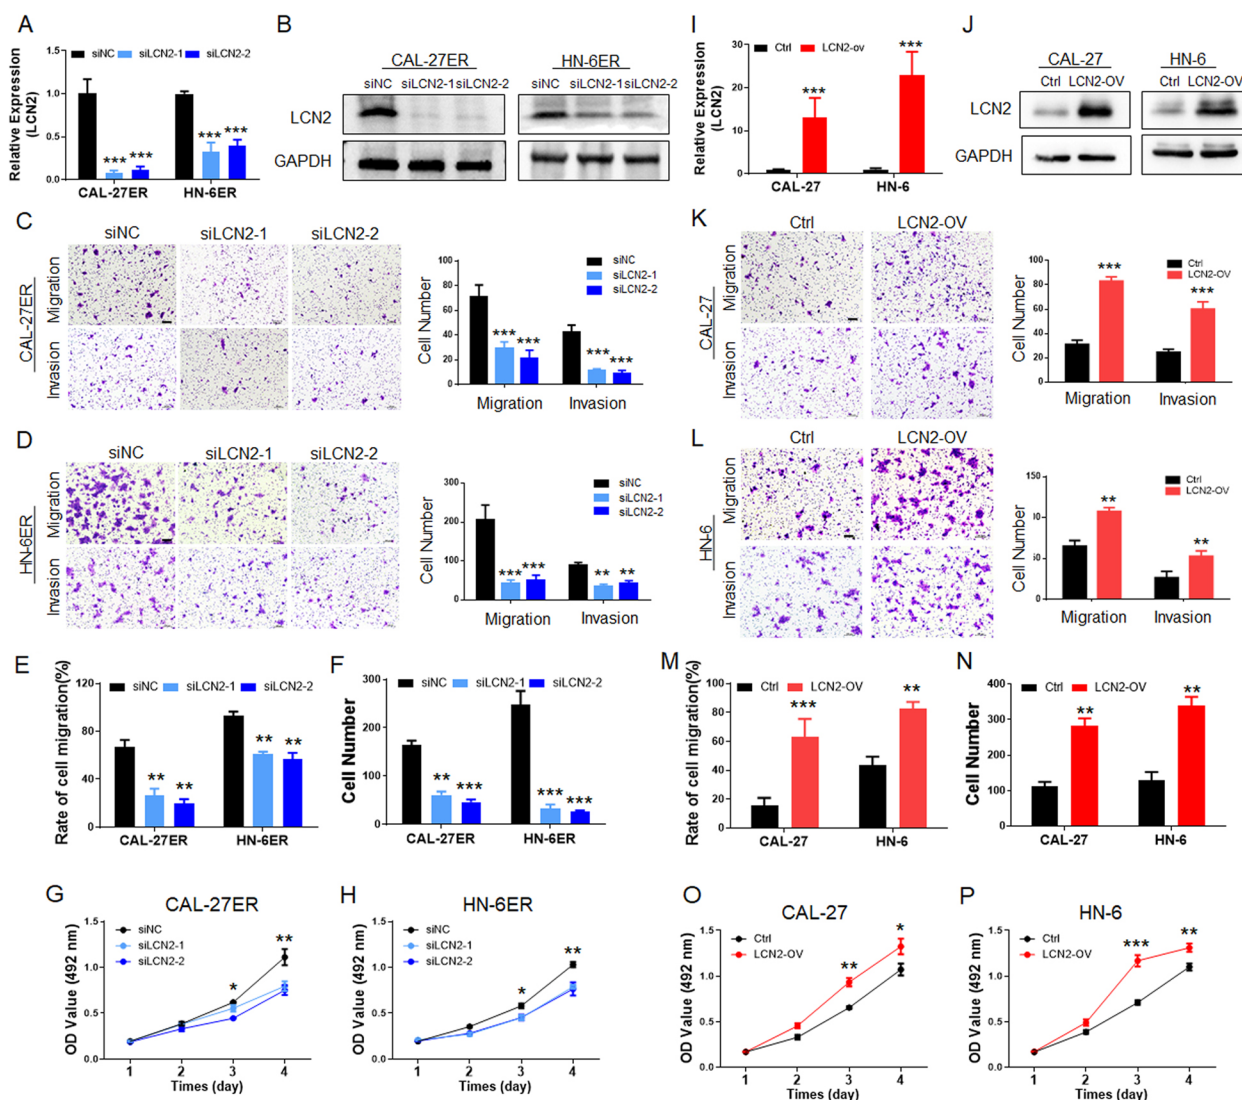 A
siNC siLCN2-1 siLCN2-2
Relative Expression
(LCN2)
1.5
1.0
0.5
0.0
*** ***
*** ***
CAL-27ER HN-6ER
B
CAL-27ER HN-6ER
siNC siLCN2-1 siLCN2-2 siNC siLCN2-1 siLCN2-2
LCN2
GAPDH
I
Ctrl LCN2-ov
Relative Expression
(LCN2)
30
20
10
0
*** ***
CAL-27 HN-6
J
CAL-27 HN-6
Ctrl LCN2-OV Ctrl LCN2-OV
LCN2
GAPDH
C
siNC siLCN2-1 siLCN2-2
CAL-27ER
Migration
Invasion
Cell Number
100
80
60
40
20
0
siNC
siLCN2-1
siLCN2-2
*** ***
*** ***
Migration Invasion
K
Ctrl LCN2-OV
CAL-27
Migration
Invasion
Cell Number
100
80
60
40
20
0
Ctrl
LCN2-OV
*** ***
Migration Invasion
D
siNC siLCN2-1 siLCN2-2
HN-6ER
Migration
Invasion
Cell Number
300
200
100
0
siNC
siLCN2-1
siLCN2-2
*** *** ** **
Migration Invasion
L
Ctrl LCN2-OV
HN-6
Migration
Invasion
Cell Number
150
100
50
0
Ctrl
LCN2-OV
** **
Migration Invasion
E
siNC siLCN2-1 siLCN2-2
Rate of cell migration(%)
120
80
40
0
** ** ** **
CAL-27ER HN-6ER
F
siNC siLCN2-1 siLCN2-2
Cell Number
300
200
100
0
** *** *** ***
CAL-27ER HN-6ER
M
Ctrl LCN2-OV
Rate of cell migration(%)
100
80
60
40
20
0
*** **
CAL-27 HN-6
N
Ctrl LCN2-OV
Cell Number
400
300
200
100
0
** **
CAL-27 HN-6
G
CAL-27ER
siNC
siLCN2-1
siLCN2-2
OD Value (492 nm)
1.5
1.0
0.5
0.0
* **
1 2 3 4
Times (day)
H
HN-6ER
siNC
siLCN2-1
siLCN2-2
OD Value (492 nm)
1.5
1.0
0.5
0.0
* **
1 2 3 4
Times (day)
O
CAL-27
Ctrl
LCN2-OV
OD Value (492 nm)
1.5
1.0
0.5
0.0
** *
1 2 3 4
Times (day)
P
HN-6
Ctrl
LCN2-OV
OD Value (492 nm)
1.5
1.0
0.5
0.0
*** **
1 2 3 4
Times (day)